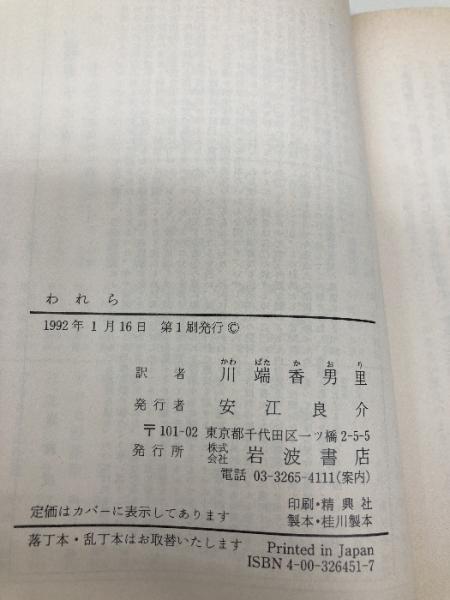 われら
1992年1月16日 第1刷発行©
かわ ばた か お り
訳者 川端香男里
発行者 安江良介
〒101-02 東京都千代田区一ツ橋2-5-5
発行所 株式会社 岩波書店
電話 03-3265-4111(案内)
印刷・精興社
定価はカバーに表示してあります
製本・桂川製本
落丁本・乱丁本はお取替いたします
Printed in Japan
ISBN4-00-326451-7